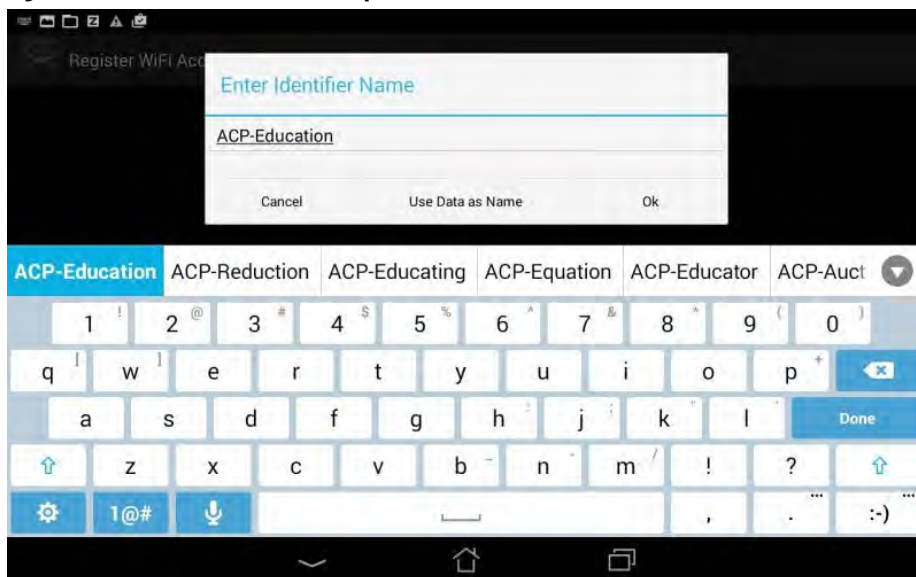 Register WiFi Acc
Enter Identifier Name
ACP-Education
Cancel Use Data as Name Ok
ACP-Education ACP-Reduction ACP-Educating ACP-Equation ACP-Educator ACP-Auct
1 ! 2 @ 3 # 4 $ 5 % 6 ^ 7 & 8 * 9 ( 0 )
q [ w ] e r t y u i o p +
a s d f g h : j ; k " l '
Done
z x c v b - n m / ! ?
1@# , . ... :-) ...